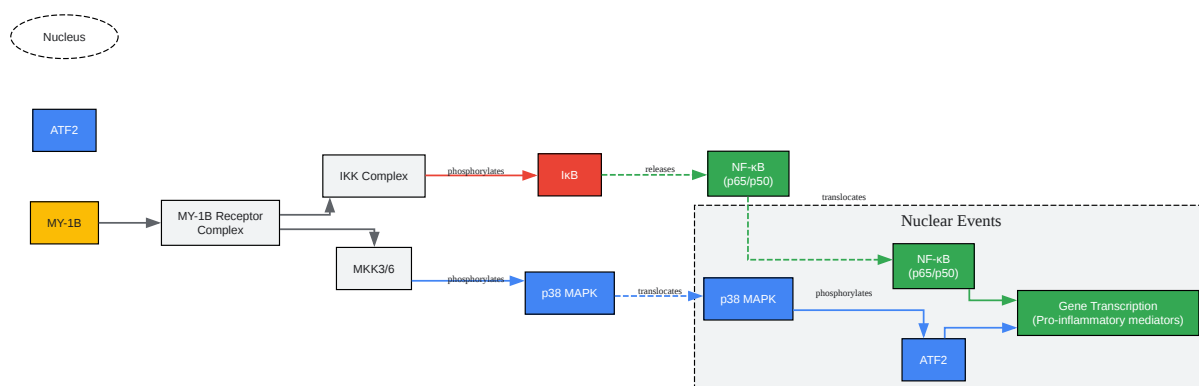 Nucleus
ATF2
MY-1B
MY-1B Receptor
Complex
IKK Complex
MKK3/6
phosphorylates
IκB
releases
NF-κB
(p65/p50)
phosphorylates
p38 MAPK
translocates
translocates
Nuclear Events
NF-κB
(p65/p50)
p38 MAPK
phosphorylates
ATF2
Gene Transcription
(Pro-inflammatory mediators)